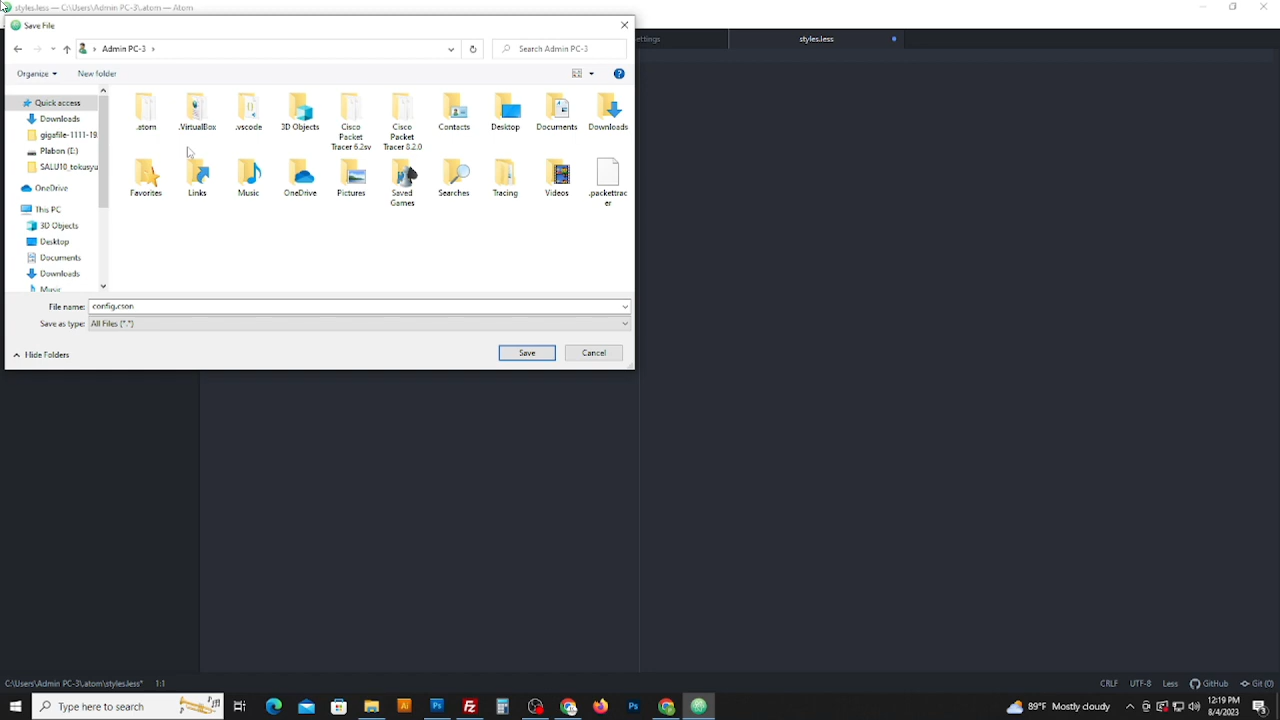 styles.less — C:\Users\Admin PC-3\.atom — Atom
Save File
Admin PC-3
Search Admin PC-3
ettings
styles.less
Organize
New folder
Quick access
Downloads
gigafile-1111-19
Plabon (E:)
SALU10_tokusyu
OneDrive
This PC
3D Objects
Desktop
Documents
Downloads
Music
.atom
.VirtualBox
.vscode
3D Objects
Cisco
Packet
Tracer 6.2sv
Cisco
Packet
Tracer 8.2.0
Contacts
Desktop
Documents
Downloads
Favorites
Links
Music
OneDrive
Pictures
Saved
Games
Searches
Tracing
Videos
.packettrac
er
File name: config.cson
Save as type: All Files (*.*)
Hide Folders
Save
Cancel
C:\Users\Admin PC-3\.atom\styles.less* 1:1
CRLF UTF-8 Less GitHub Git (0)
Type here to search
89°F Mostly cloudy
12:19 PM
8/4/2023